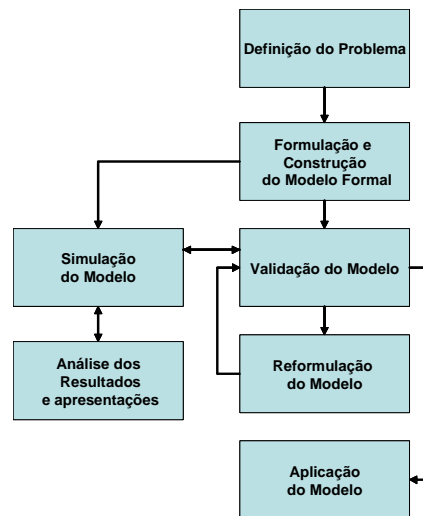 Definição do Problema
Formulação e
Construção
do Modelo Formal
Simulação
do Modelo
Validação do Modelo
Análise dos
Resultados
e apresentações
Reformulação
do Modelo
Aplicação
do Modelo